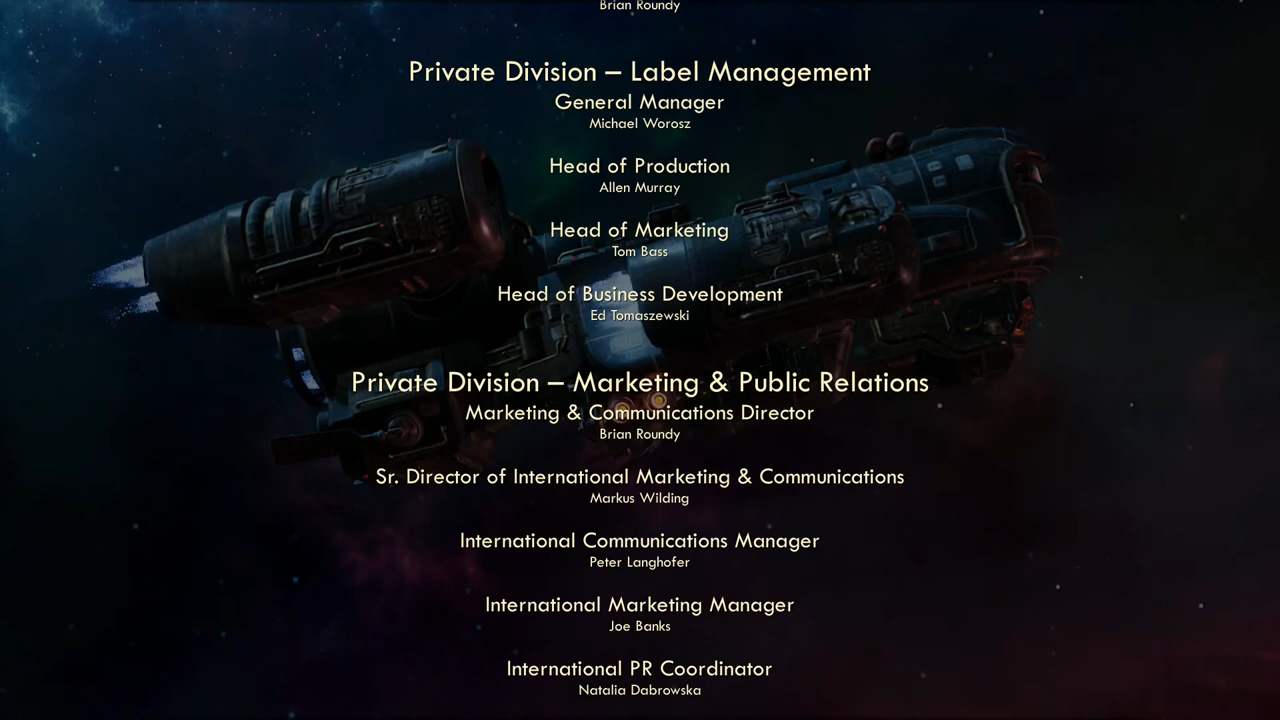 Brian Roundy
Private Division – Label Management
General Manager
Michael Worosz
Head of Production
Allen Murray
Head of Marketing
Tom Bass
Head of Business Development
Ed Tomaszewski
Private Division – Marketing & Public Relations
Marketing & Communications Director
Brian Roundy
Sr. Director of International Marketing & Communications
Markus Wilding
International Communications Manager
Peter Langhofer
International Marketing Manager
Joe Banks
International PR Coordinator
Natalia Dabrowska